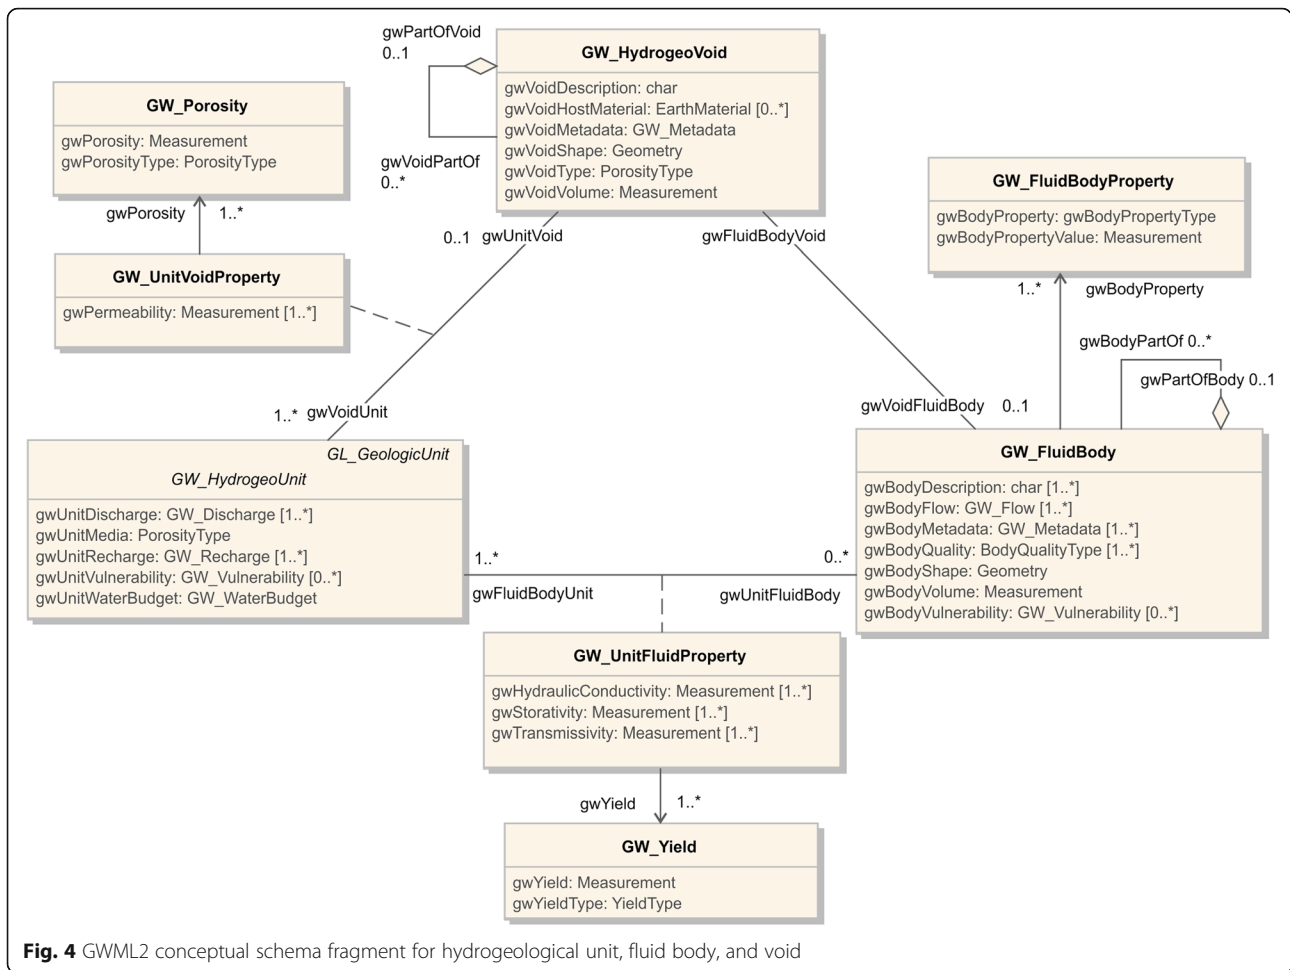 gwPartOfVoid
0..1
GW_HydrogeoVoid
gwVoidDescription: char
gwVoidHostMaterial: EarthMaterial [0..*]
gwVoidMetadata: GW_Metadata
gwVoidShape: Geometry
gwVoidType: PorosityType
gwVoidVolume: Measurement
gwVoidPartOf
0..*
GW_Porosity
gwPorosity: Measurement
gwPorosityType: PorosityType
gwPorosity 1..*
GW_UnitVoidProperty
gwPermeability: Measurement [1..*]
0..1 gwUnitVoid
gwFluidBodyVoid
GW_FluidBodyProperty
gwBodyProperty: gwBodyPropertyType
gwBodyPropertyValue: Measurement
1..* gwBodyProperty
gwBodyPartOf 0..*
gwPartOfBody 0..1
1..* gwVoidUnit
gwVoidFluidBody 0..1
GL_GeologicUnit
GW_HydrogeoUnit
gwUnitDischarge: GW_Discharge [1..*]
gwUnitMedia: PorosityType
gwUnitRecharge: GW_Recharge [1..*]
gwUnitVulnerability: GW_Vulnerability [0..*]
gwUnitWaterBudget: GW_WaterBudget
GW_FluidBody
gwBodyDescription: char [1..*]
gwBodyFlow: GW_Flow [1..*]
gwBodyMetadata: GW_Metadata [1..*]
gwBodyQuality: BodyQualityType [1..*]
gwBodyShape: Geometry
gwBodyVolume: Measurement
gwBodyVulnerability: GW_Vulnerability [0..*]
1..*
0..*
gwFluidBodyUnit
gwUnitFluidBody
GW_UnitFluidProperty
gwHydraulicConductivity: Measurement [1..*]
gwStorativity: Measurement [1..*]
gwTransmissivity: Measurement [1..*]
gwYield 1..*
GW_Yield
gwYield: Measurement
gwYieldType: YieldType
Fig. 4 GWML2 conceptual schema fragment for hydrogeological unit, fluid body, and void